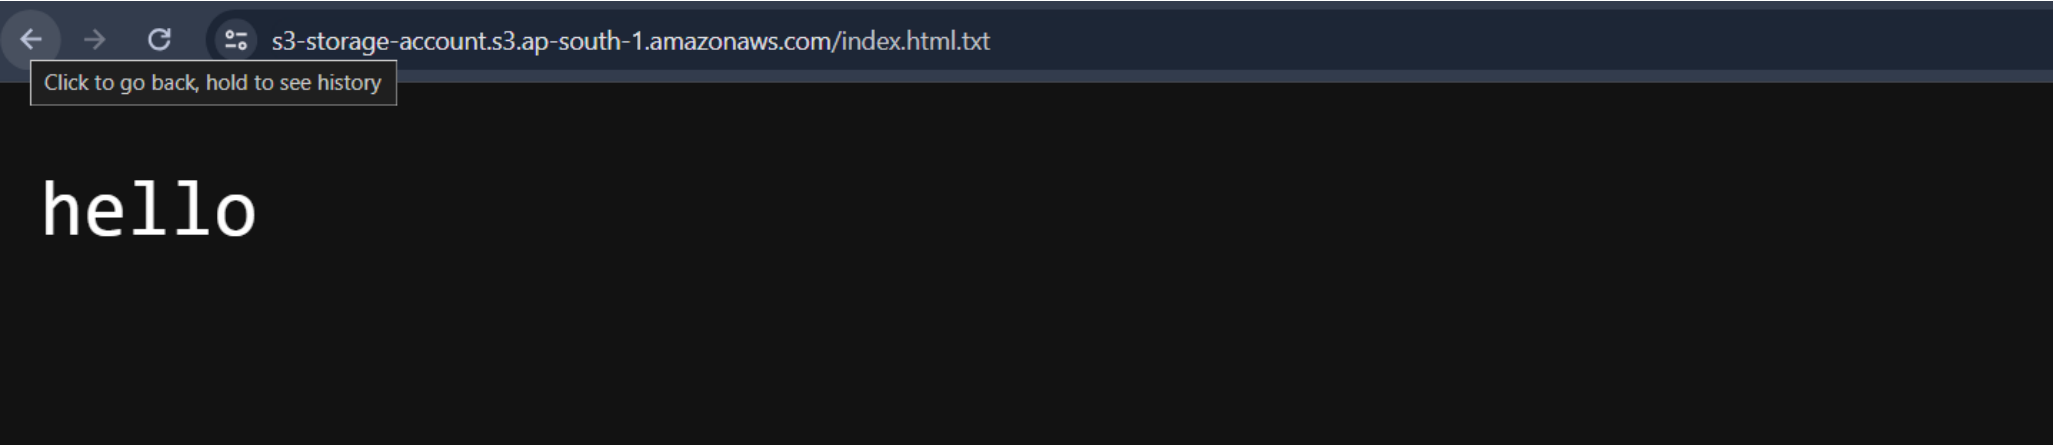 s3-storage-account.s3.ap-south-1.amazonaws.com/index.html.txt
Click to go back, hold to see history
hello